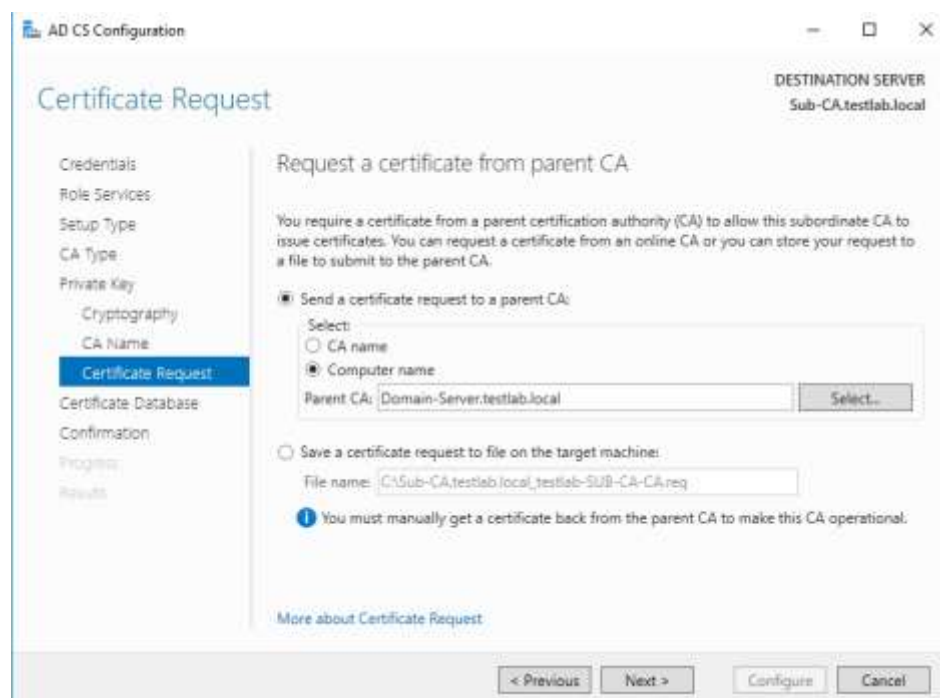 AD CS Configuration
DESTINATION SERVER
Sub-CA.testlab.local
Certificate Request
Credentials
Role Services
Setup Type
CA Type
Private Key
Cryptography
CA Name
Certificate Request
Certificate Database
Confirmation
Progress
Results
Request a certificate from parent CA
You require a certificate from a parent certification authority (CA) to allow this subordinate CA to
issue certificates. You can request a certificate from an online CA or you can store your request to
a file to submit to the parent CA.
Send a certificate request to a parent CA:
Select:
CA name
Computer name
Parent CA: Domain-Server.testlab.local Select...
Save a certificate request to file on the target machine:
File name: C:\Sub-CA.testlab.local_testlab-SUB-CA-CA.req
You must manually get a certificate back from the parent CA to make this CA operational.
More about Certificate Request
< Previous Next > Configure Cancel